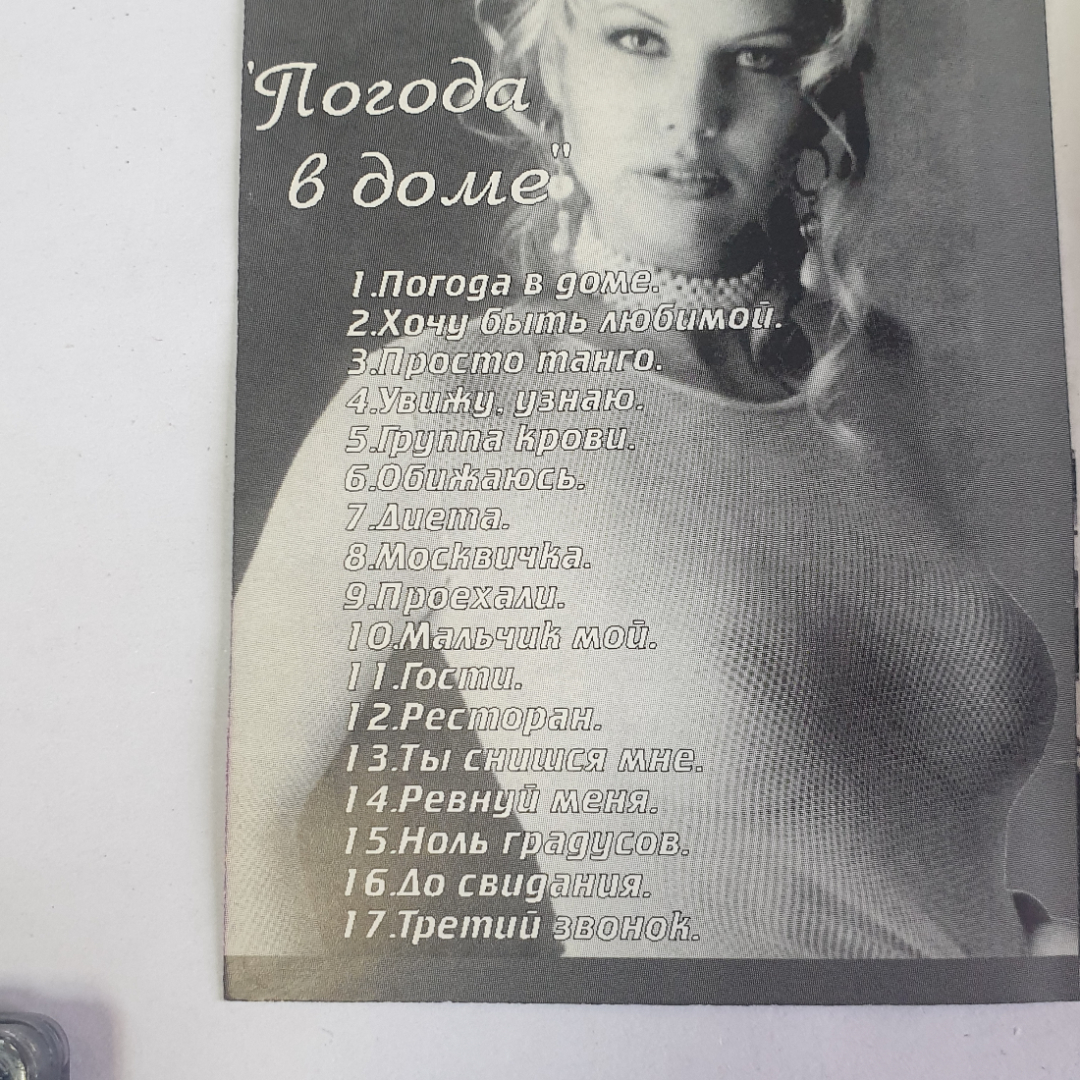 "Погода
в доме"
1.Погода в доме.
2.Хочу быть любимой.
3.Просто танго.
4.Увижу, узнаю.
5.Группа крови.
6.Обижаюсь.
7.Диета.
8.Москвичка.
9.Проехали.
10.Мальчик мой.
11.Гости.
12.Ресторан.
13.Ты снишся мне.
14.Ревнуй меня.
15.Ноль градусов.
16.До свидания.
17.Третий звонок.